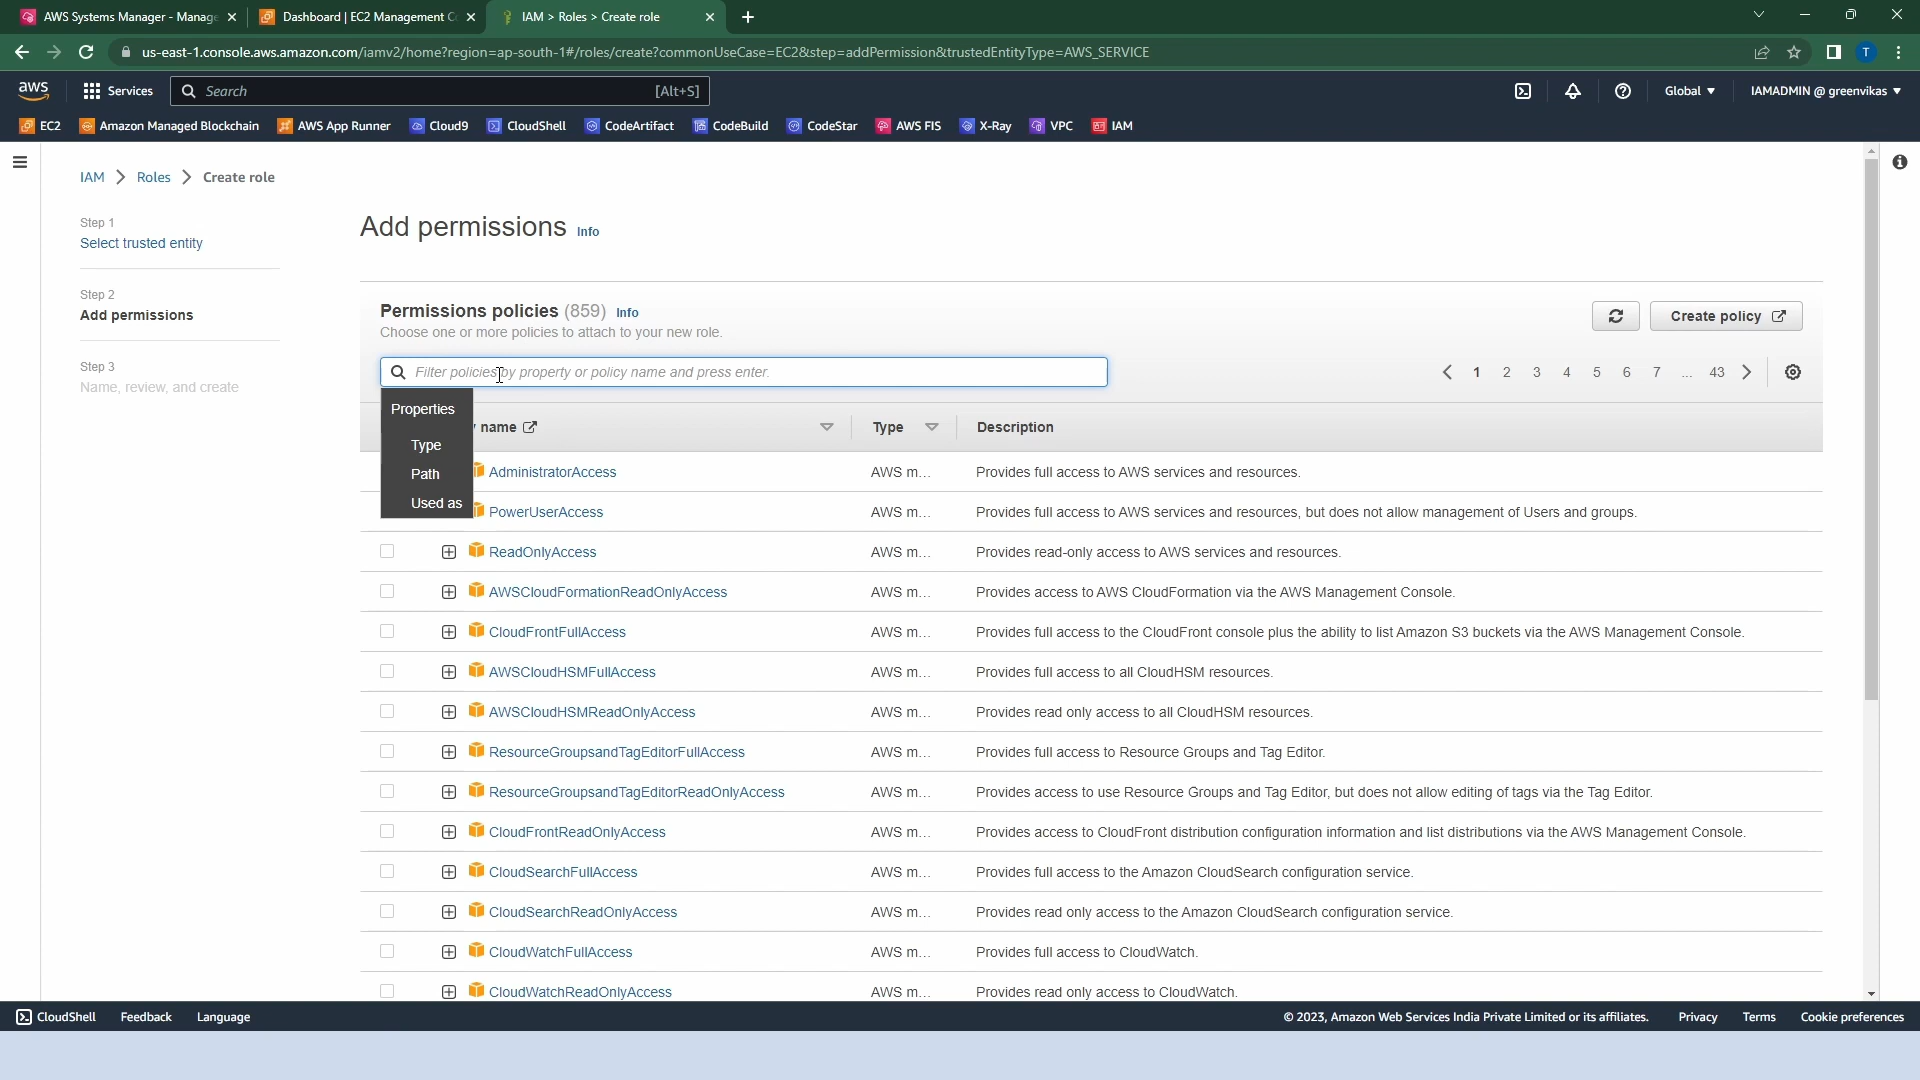 AWS Systems Manager - Manage
Dashboard | EC2 Management C
IAM > Roles > Create role
us-east-1.console.aws.amazon.com/iamv2/home?region=ap-south-1#/roles/create?commonUseCase=EC2&step=addPermission&trustedEntityType=AWS_SERVICE
T
aws
Services
Search
[Alt+S]
Global
IAMADMIN @ greenvikas
EC2
Amazon Managed Blockchain
AWS App Runner
Cloud9
CloudShell
CodeArtifact
CodeBuild
CodeStar
AWS FIS
X-Ray
VPC
IAM
IAM > Roles > Create role
Step 1
Select trusted entity
Step 2
Add permissions
Step 3
Name, review, and create
Add permissions Info
Permissions policies (859) Info
Choose one or more policies to attach to your new role.
Create policy
Filter policies by property or policy name and press enter.
1 2 3 4 5 6 7 ... 43
Properties
Type
Path
Used as
name
Type
Description
AdministratorAccess AWS m... Provides full access to AWS services and resources.
PowerUserAccess AWS m... Provides full access to AWS services and resources, but does not allow management of Users and groups.
ReadOnlyAccess AWS m... Provides read-only access to AWS services and resources.
AWSCloudFormationReadOnlyAccess AWS m... Provides access to AWS CloudFormation via the AWS Management Console.
CloudFrontFullAccess AWS m... Provides full access to the CloudFront console plus the ability to list Amazon S3 buckets via the AWS Management Console.
AWSCloudHSMFullAccess AWS m... Provides full access to all CloudHSM resources.
AWSCloudHSMReadOnlyAccess AWS m... Provides read only access to all CloudHSM resources.
ResourceGroupsandTagEditorFullAccess AWS m... Provides full access to Resource Groups and Tag Editor.
ResourceGroupsandTagEditorReadOnlyAccess AWS m... Provides access to use Resource Groups and Tag Editor, but does not allow editing of tags via the Tag Editor.
CloudFrontReadOnlyAccess AWS m... Provides access to CloudFront distribution configuration information and list distributions via the AWS Management Console.
CloudSearchFullAccess AWS m... Provides full access to the Amazon CloudSearch configuration service.
CloudSearchReadOnlyAccess AWS m... Provides read only access to the Amazon CloudSearch configuration service.
CloudWatchFullAccess AWS m... Provides full access to CloudWatch.
CloudWatchReadOnlyAccess AWS m... Provides read only access to CloudWatch.
CloudShell
Feedback
Language
© 2023, Amazon Web Services India Private Limited or its affiliates.
Privacy
Terms
Cookie preferences